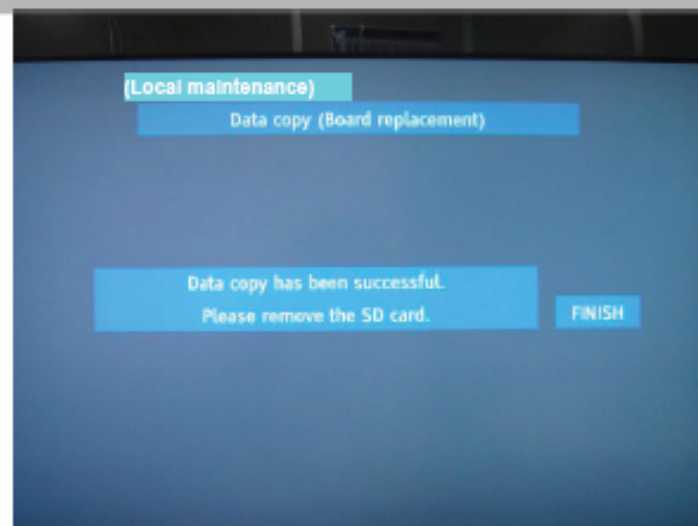 (Local maintenance)
Data copy (Board replacement)
Data copy has been successful.
Please remove the SD card.
FINISH